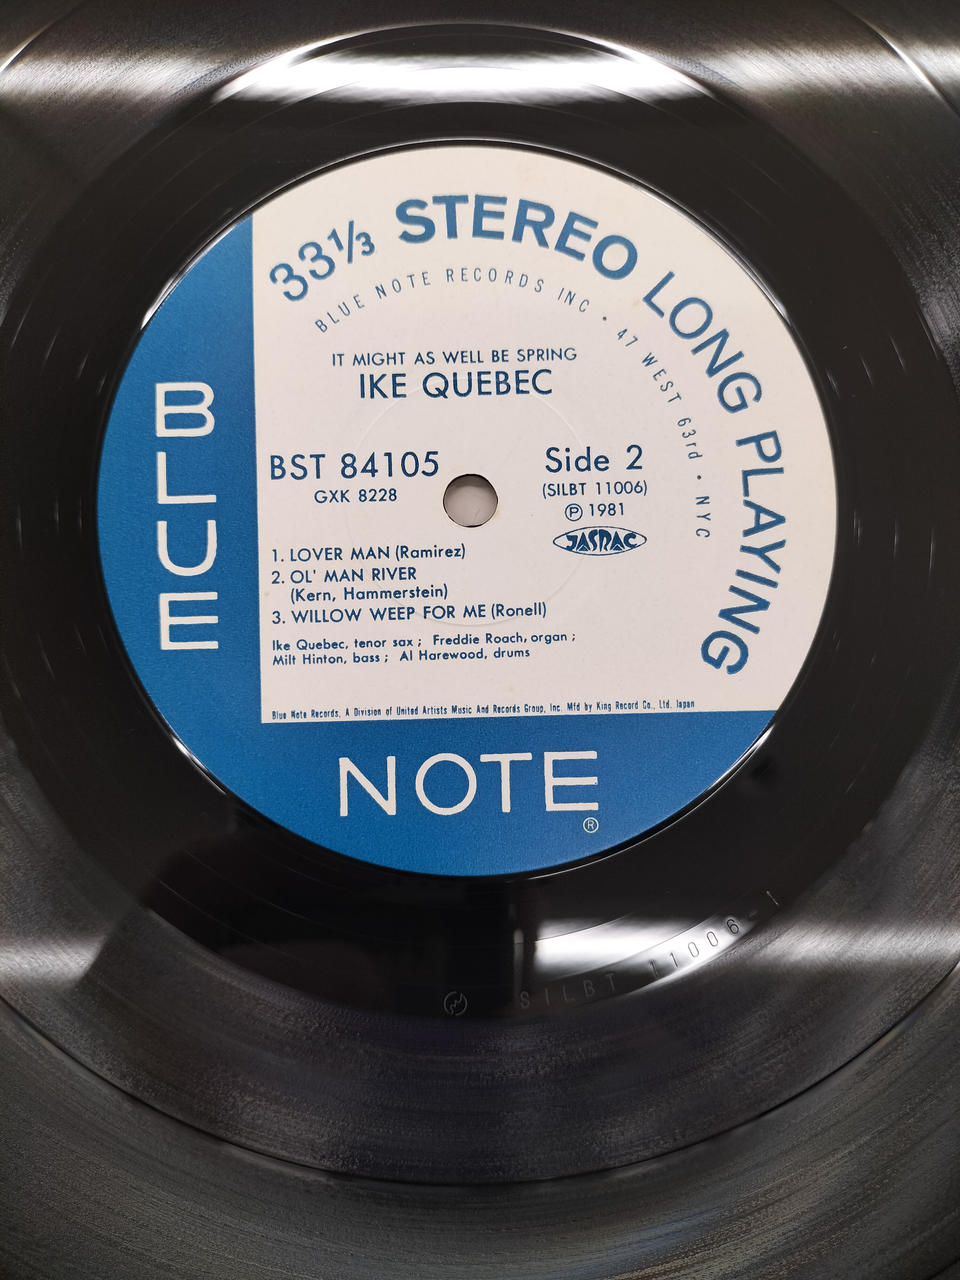 33⅓ STEREO LONG PLAYING
BLUE NOTE RECORDS INC • 47 WEST 63rd • NYC
IT MIGHT AS WELL BE SPRING
IKE QUEBEC
BST 84105
GXK 8228
Side 2
(SILBT 11006)
Ⓟ 1981
JASRAC
1. LOVER MAN (Ramirez)
2. OL' MAN RIVER
(Kern, Hammerstein)
3. WILLOW WEEP FOR ME (Ronell)
Ike Quebec, tenor sax ; Freddie Roach, organ ;
Milt Hinton, bass ; Al Harewood, drums
Blue Note Records, A Division of United Artists Music And Records Group, Inc. Mfd by King Record Co., Ltd. Japan
BLUE
NOTE
®
SILBT 11006-1